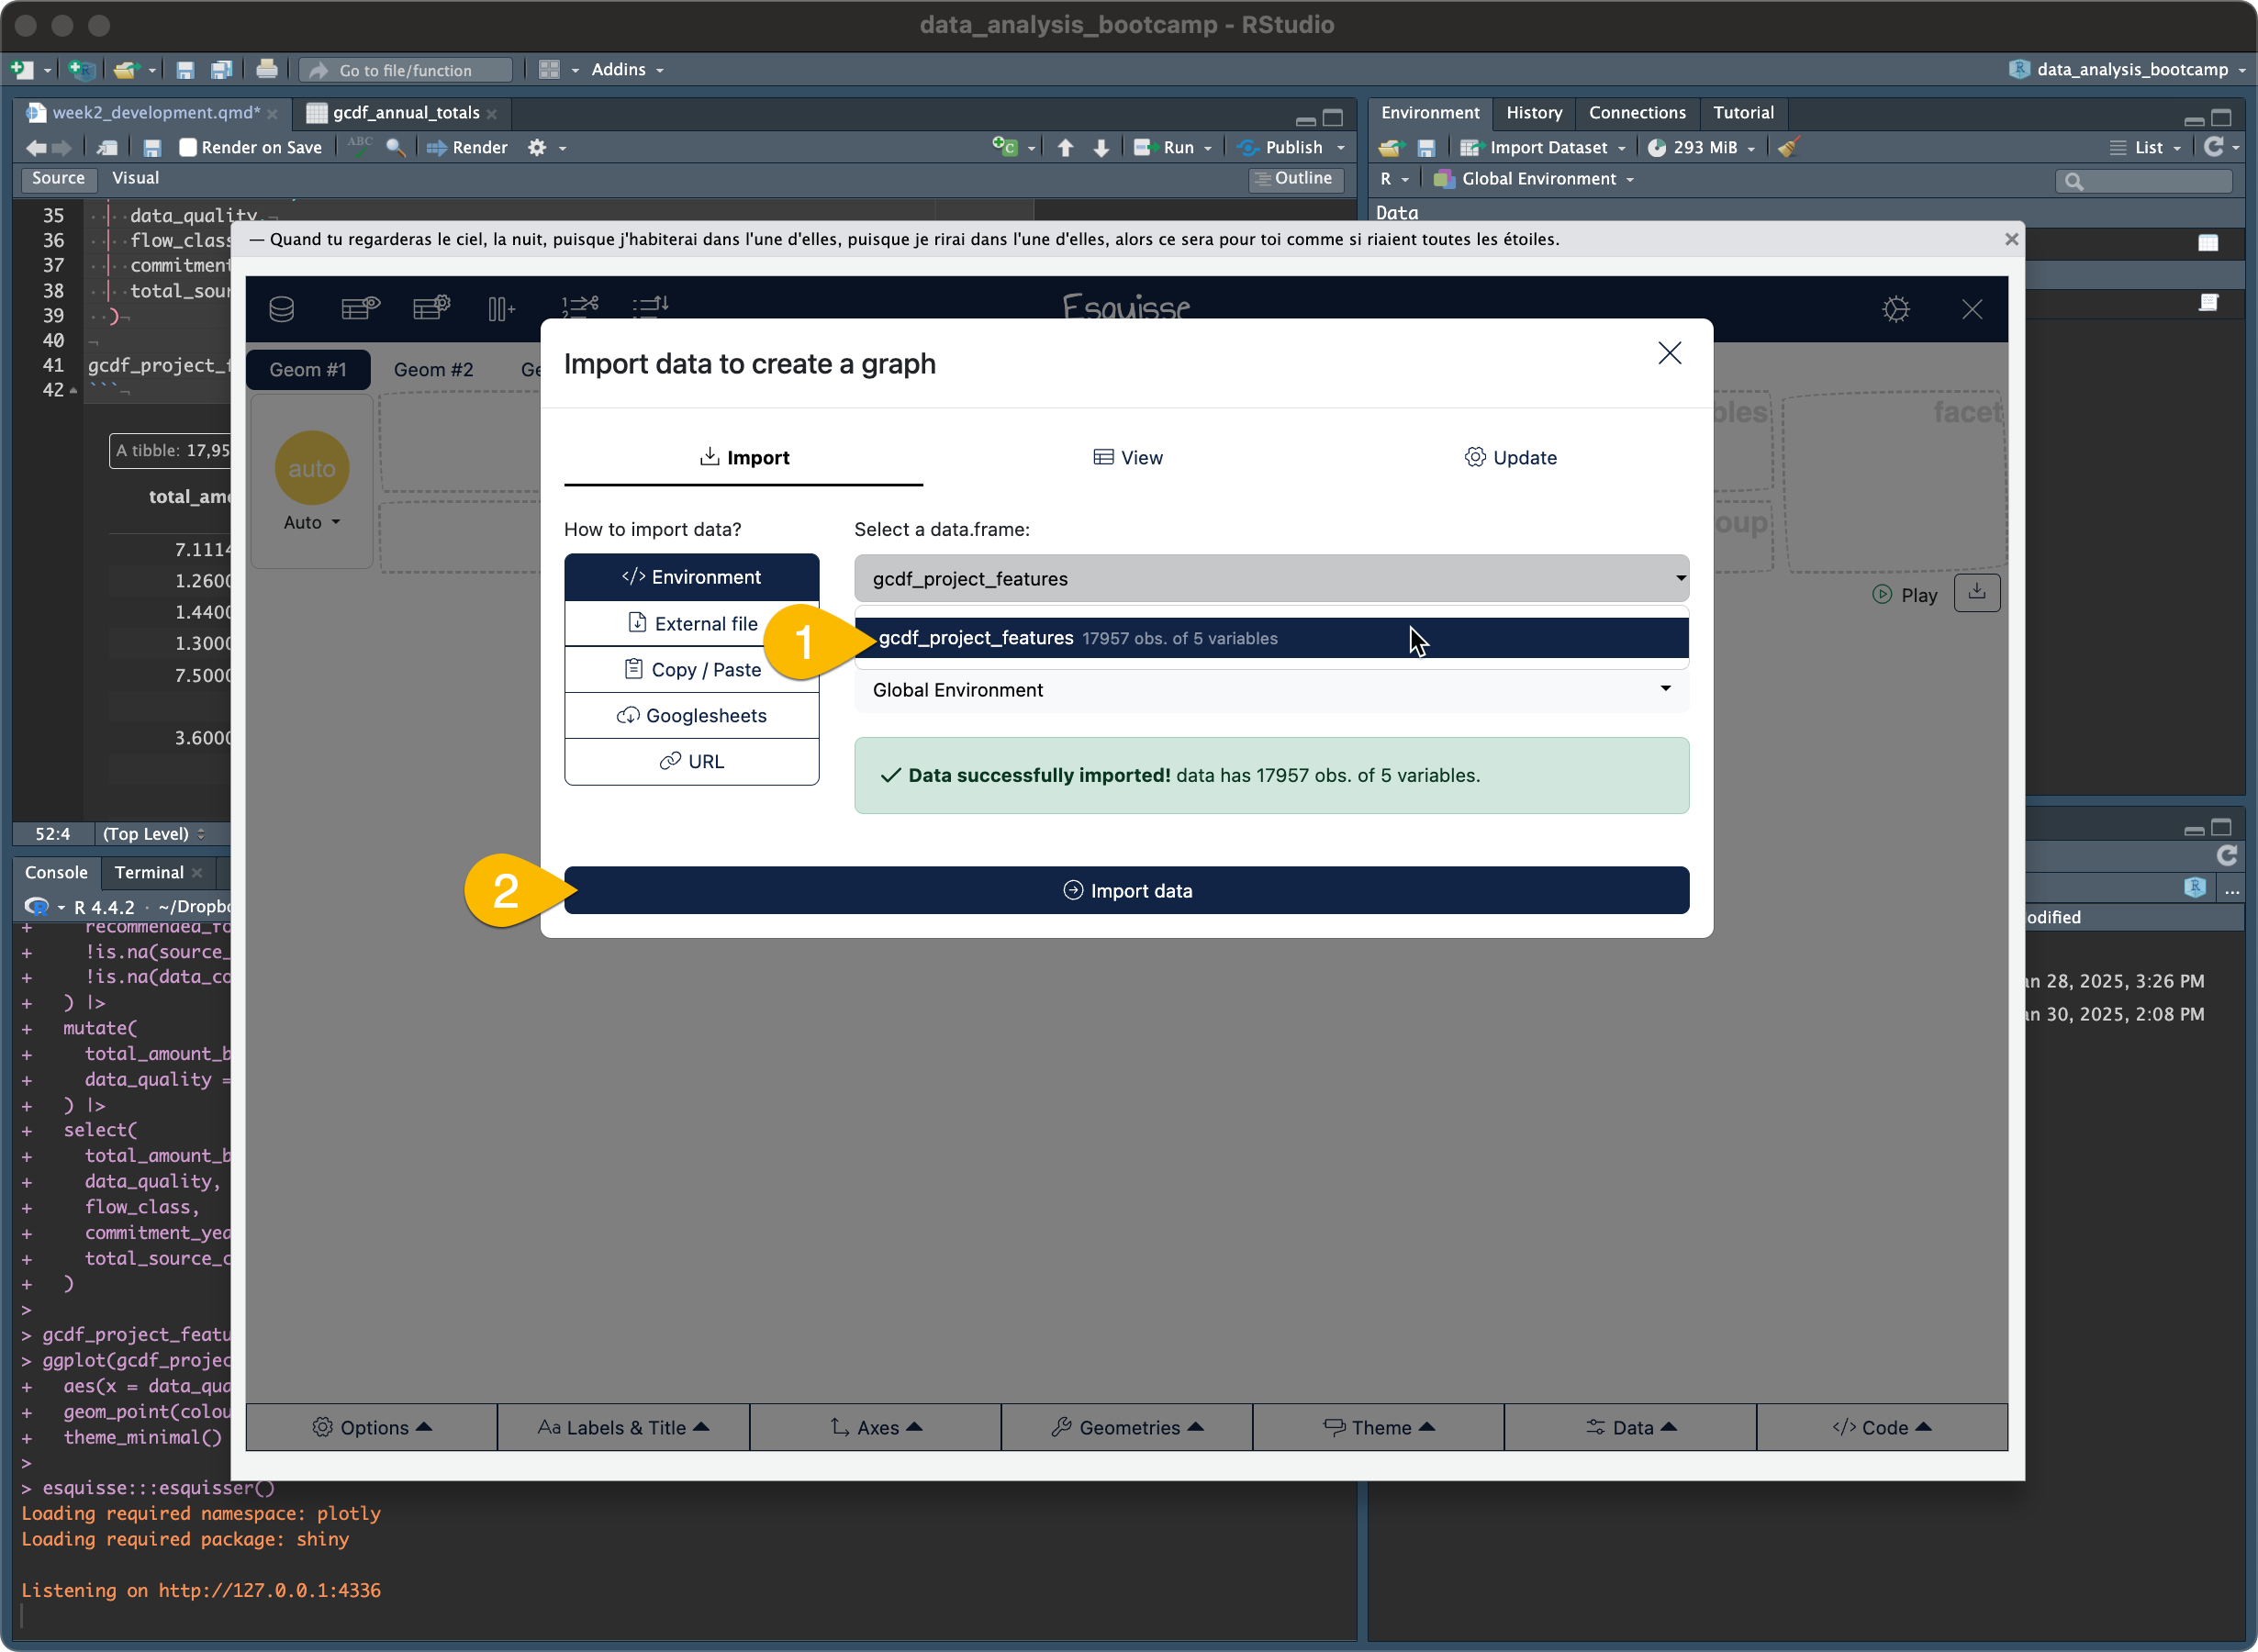 data_analysis_bootcamp - RStudio
Go to file/function
Addins
data_analysis_bootcamp
week2_development.qmd*
gcdf_annual_totals
Render on Save
ABC
Render
Run
Publish
Source
Visual
Outline
35 data_quality,
36 flow_class
37 commitment
38 total_sour
39 )
40
41 gcdf_project_f
42 ```
A tibble: 17,95
total_amo
7.1114
1.2600
1.4400
1.3000
7.5000
3.6000
52:4 (Top Level)
Environment
History
Connections
Tutorial
Import Dataset
293 MiB
List
R
Global Environment
Data
— Quand tu regarderas le ciel, la nuit, puisque j'habiterai dans l'une d'elles, puisque je rirai dans l'une d'elles, alors ce sera pour toi comme si riaient toutes les étoiles.
Esquisse
Geom #1
Geom #2
Ge
auto
Auto
bles
facet
oup
Play
Import data to create a graph
Import
View
Update
How to import data?
Environment
External file
Copy / Paste
Googlesheets
URL
Select a data.frame:
gcdf_project_features
1
gcdf_project_features 17957 obs. of 5 variables
Global Environment
Data successfully imported! data has 17957 obs. of 5 variables.
2
Import data
Options
Aa Labels & Title
Axes
Geometries
Theme
Data
Code
odified
an 28, 2025, 3:26 PM
an 30, 2025, 2:08 PM
Console
Terminal
R 4.4.2 · ~/Dropbo
+ recommended_fo
+ !is.na(source_
+ !is.na(data_co
+ ) |>
+ mutate(
+ total_amount_b
+ data_quality =
+ ) |>
+ select(
+ total_amount_b
+ data_quality,
+ flow_class,
+ commitment_yea
+ total_source_c
+ )
>
> gcdf_project_featu
> ggplot(gcdf_projec
+ aes(x = data_qua
+ geom_point(colou
+ theme_minimal()
>
> esquisse:::esquisser()
Loading required namespace: plotly
Loading required package: shiny
Listening on http://127.0.0.1:4336